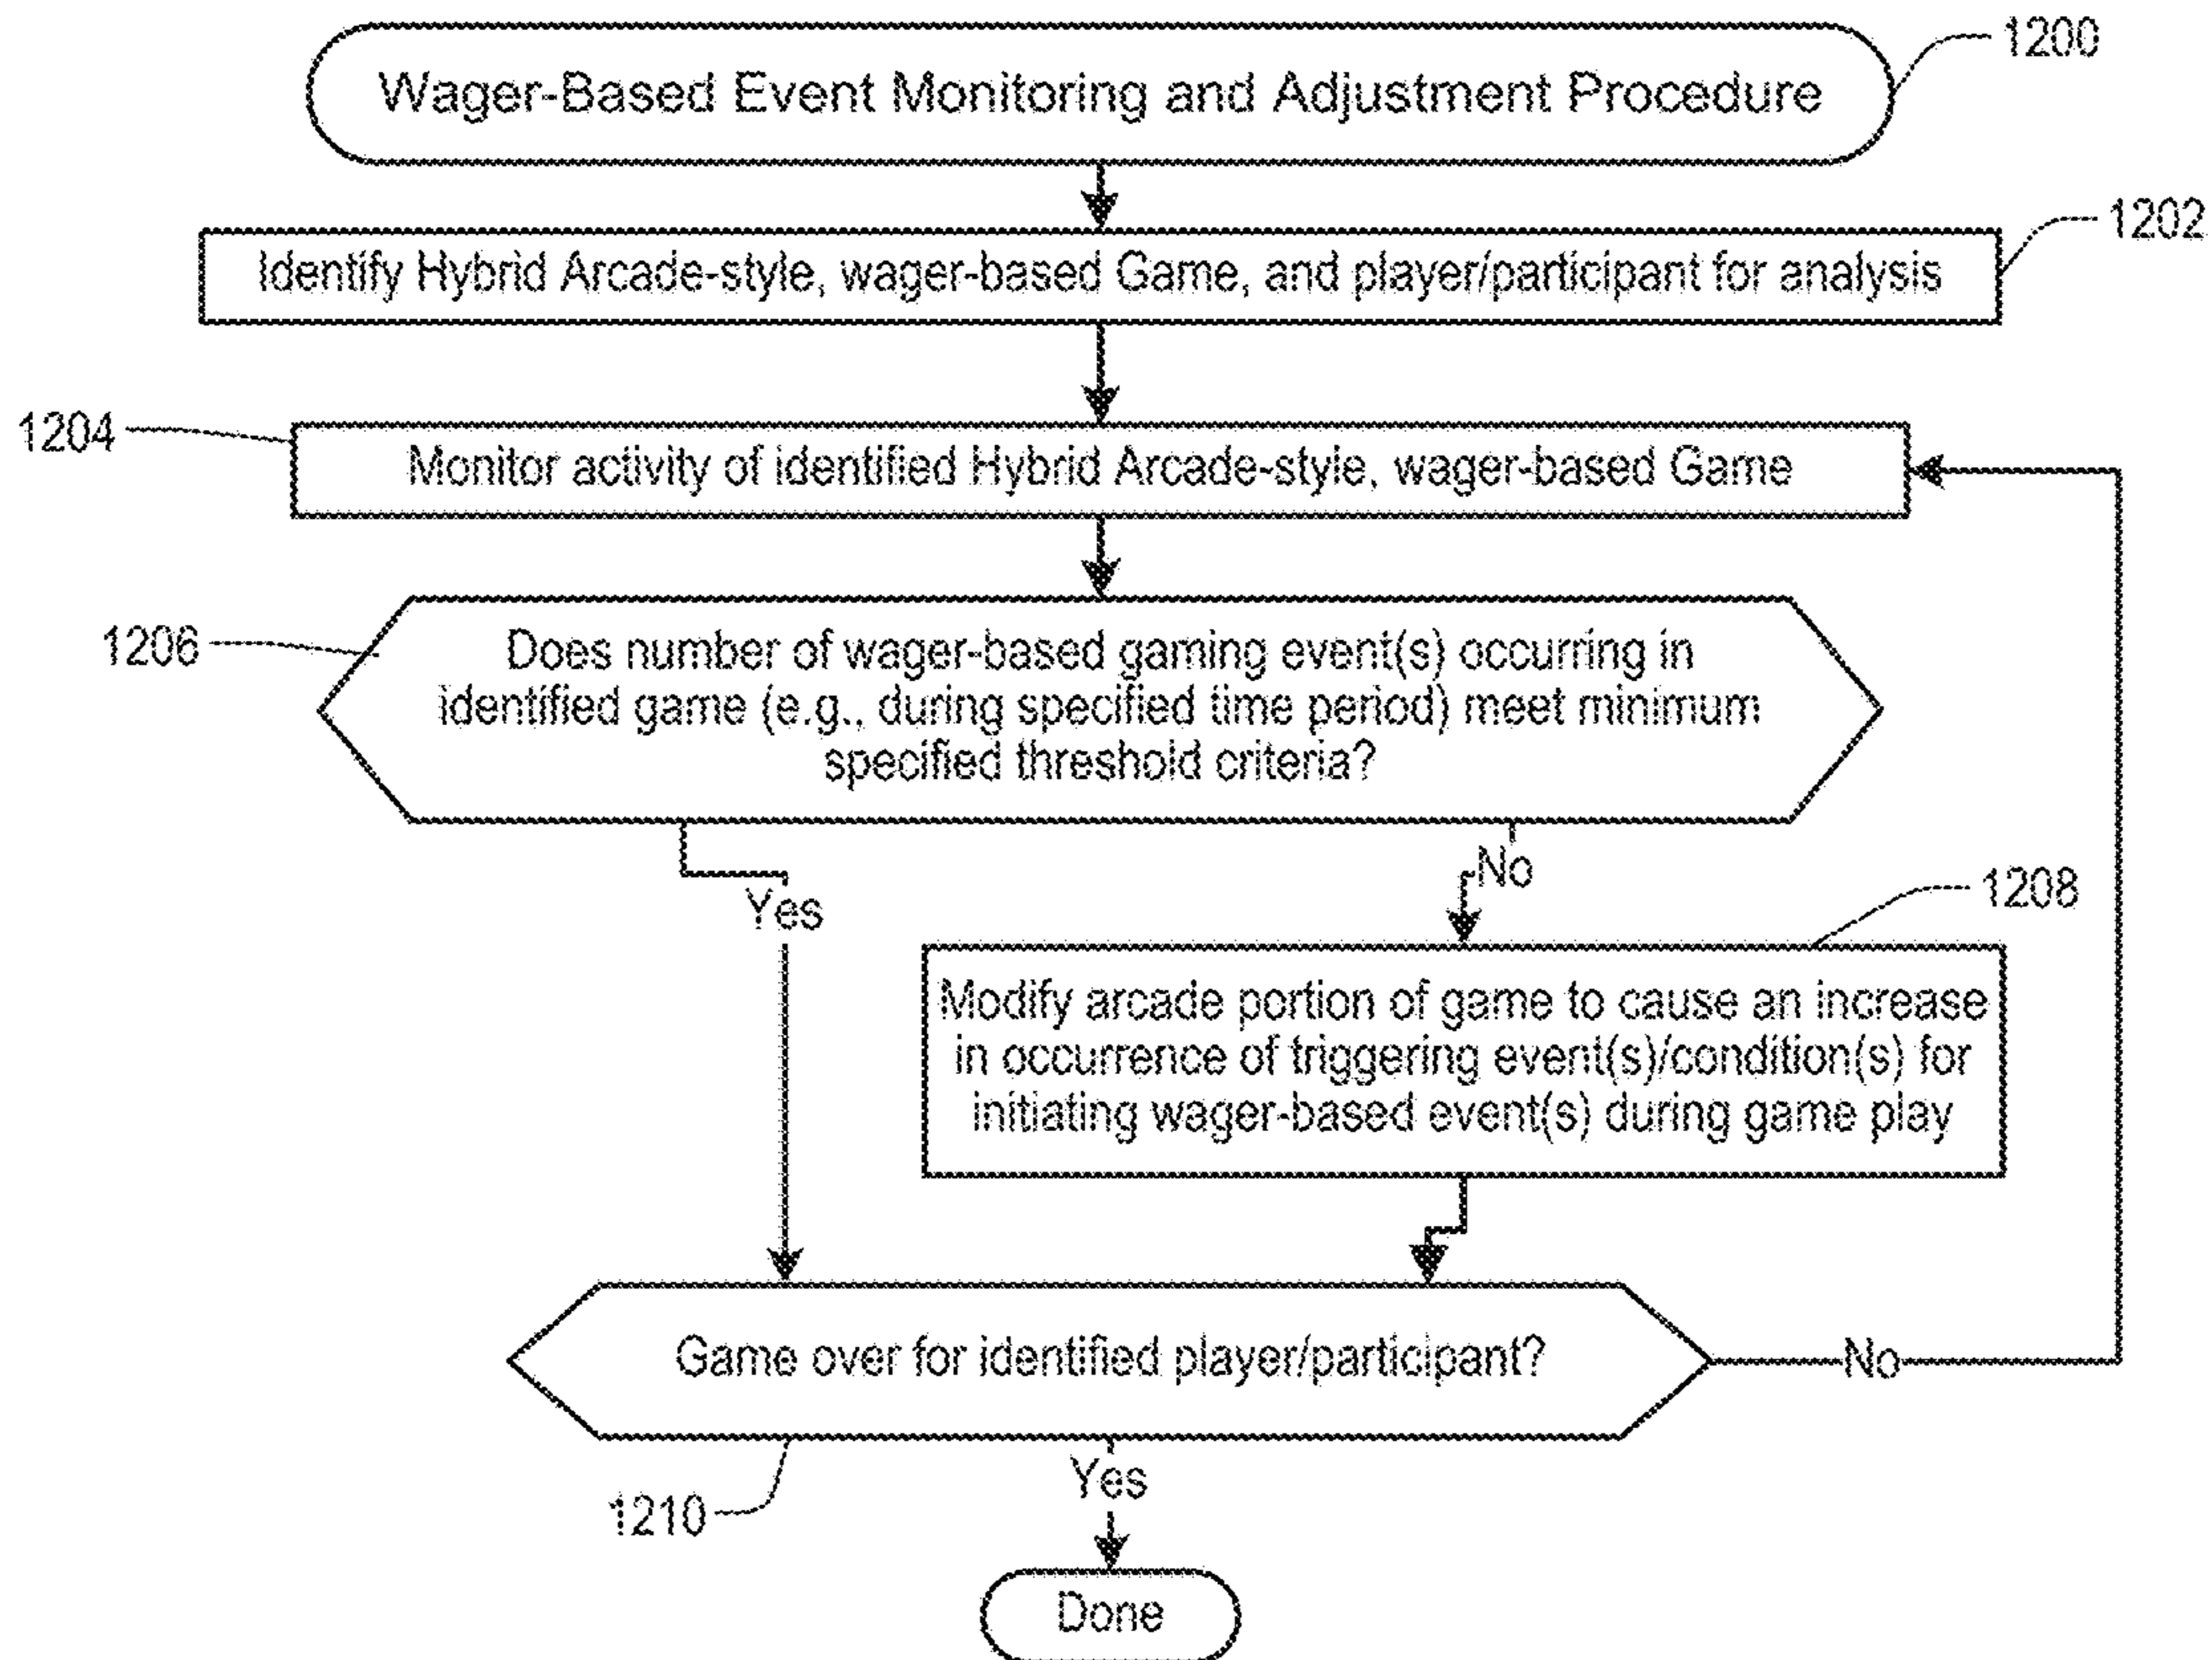 Wager-Based Event Monitoring and Adjustment Procedure
1200
Identify Hybrid Arcade-style, wager-based Game, and player/participant for analysis
1202
1204
Monitor activity of identified Hybrid Arcade-style, wager-based Game
1206
Does number of wager-based gaming event(s) occurring in
identified game (e.g., during specified time period) meet minimum
specified threshold criteria?
Yes
No
1208
Modify arcade portion of game to cause an increase
in occurrence of triggering event(s)/condition(s) for
initiating wager-based event(s) during game play
Game over for identified player/participant?
No
1210
Yes
Done